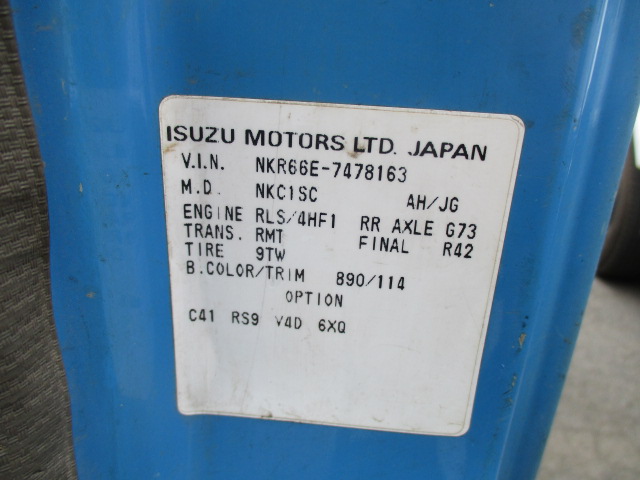 ISUZU MOTORS LTD. JAPAN
V.I.N. NKR66E-7478163
M.D. NKC1SC AH/JG
ENGINE RLS/4HF1 RR AXLE G73
TRANS. RMT FINAL R42
TIRE 9TW
B.COLOR/TRIM 890/114
OPTION
C41 RS9 V4D 6XQ